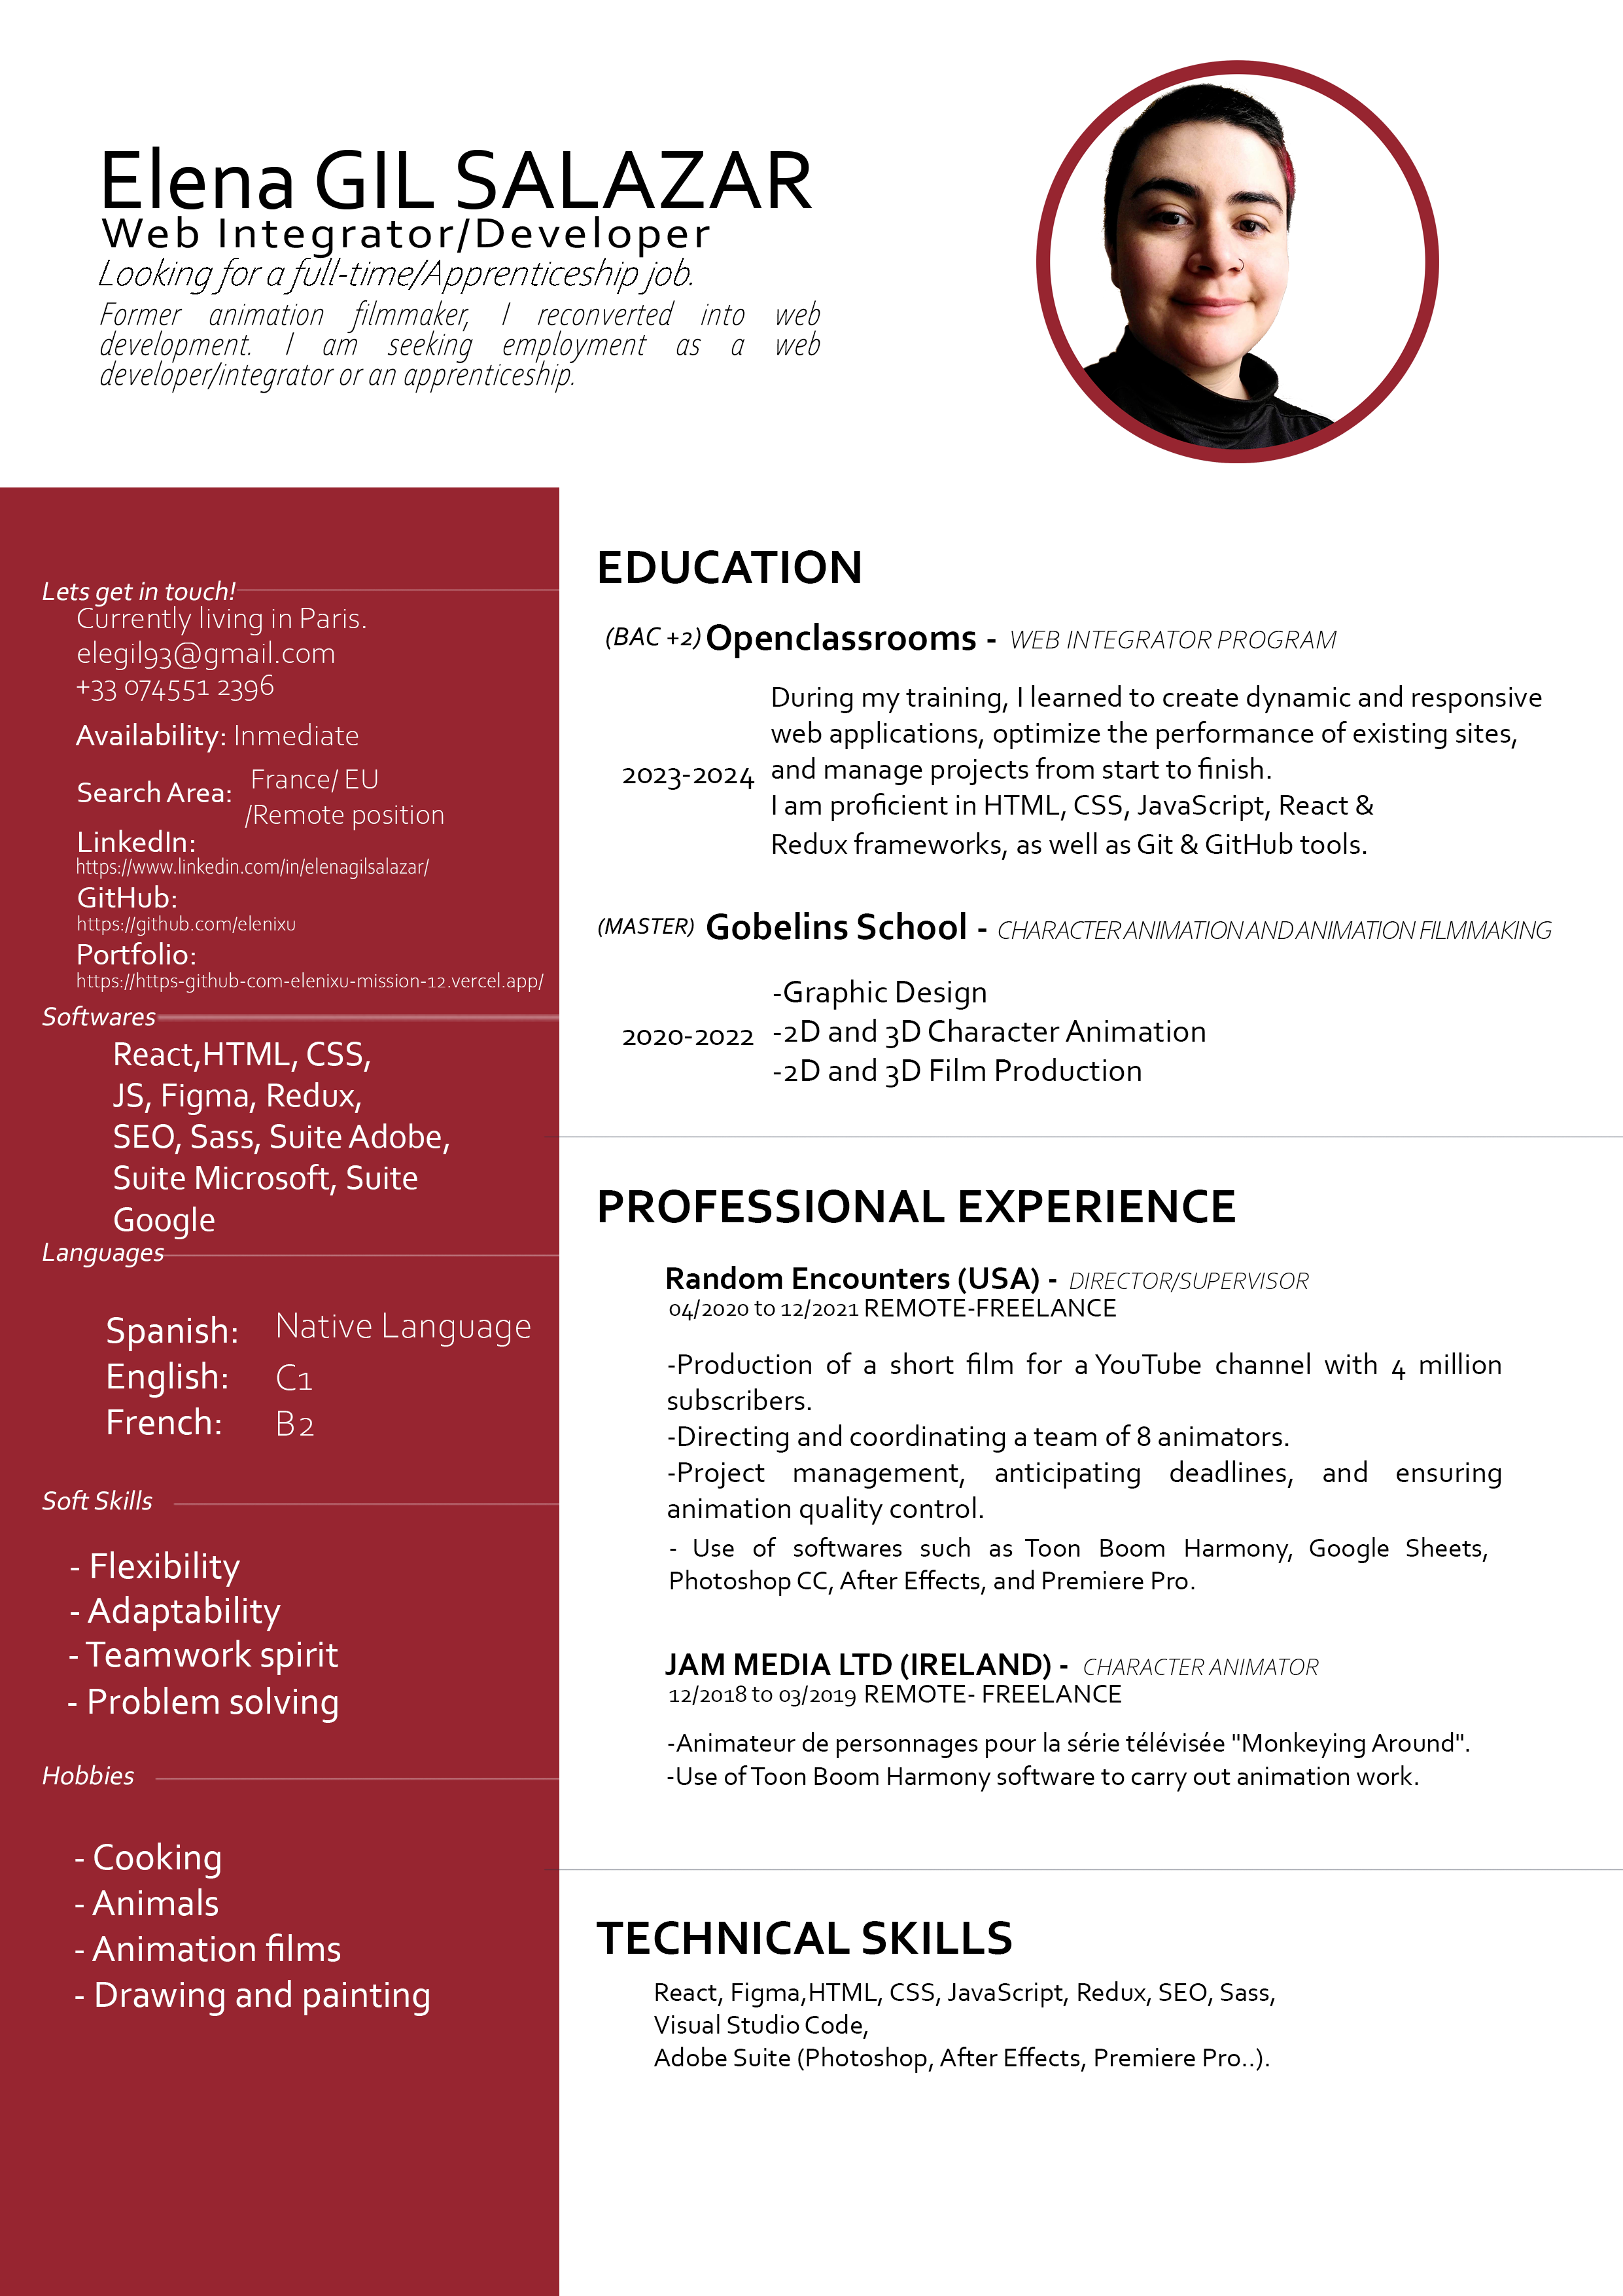 Elena GIL SALAZAR
Web Integrator/Developer
Looking for a full-time/Apprenticeship job.
Former animation filmmaker, I reconverted into web
development. I am seeking employment as a web
developer/integrator or an apprenticeship.
Lets get in touch!
Currently living in Paris.
elegil93@gmail.com
+33 074551 2396
Availability: Inmediate
Search Area: France/ EU
/Remote position
LinkedIn:
https://www.linkedin.com/in/elenagilsalazar/
GitHub:
https://github.com/elenixu
Portfolio:
https://https-github-com-elenixu-mission-12.vercel.app/
Softwares
React,HTML, CSS,
JS, Figma, Redux,
SEO, Sass, Suite Adobe,
Suite Microsoft, Suite
Google
Languages
Spanish: Native Language
English: C1
French: B2
Soft Skills
- Flexibility
- Adaptability
- Teamwork spirit
- Problem solving
Hobbies
- Cooking
- Animals
- Animation films
- Drawing and painting
EDUCATION
(BAC +2) Openclassrooms - WEB INTEGRATOR PROGRAM
2023-2024
During my training, I learned to create dynamic and responsive
web applications, optimize the performance of existing sites,
and manage projects from start to finish.
I am proficient in HTML, CSS, JavaScript, React &
Redux frameworks, as well as Git & GitHub tools.
(MASTER) Gobelins School - CHARACTER ANIMATION AND ANIMATION FILMMAKING
2020-2022
-Graphic Design
-2D and 3D Character Animation
-2D and 3D Film Production
PROFESSIONAL EXPERIENCE
Random Encounters (USA) - DIRECTOR/SUPERVISOR
04/2020 to 12/2021 REMOTE-FREELANCE
-Production of a short film for a YouTube channel with 4 million
subscribers.
-Directing and coordinating a team of 8 animators.
-Project management, anticipating deadlines, and ensuring
animation quality control.
- Use of softwares such as Toon Boom Harmony, Google Sheets,
Photoshop CC, After Effects, and Premiere Pro.
JAM MEDIA LTD (IRELAND) - CHARACTER ANIMATOR
12/2018 to 03/2019 REMOTE- FREELANCE
-Animateur de personnages pour la série télévisée "Monkeying Around".
-Use of Toon Boom Harmony software to carry out animation work.
TECHNICAL SKILLS
React, Figma,HTML, CSS, JavaScript, Redux, SEO, Sass,
Visual Studio Code,
Adobe Suite (Photoshop, After Effects, Premiere Pro..).